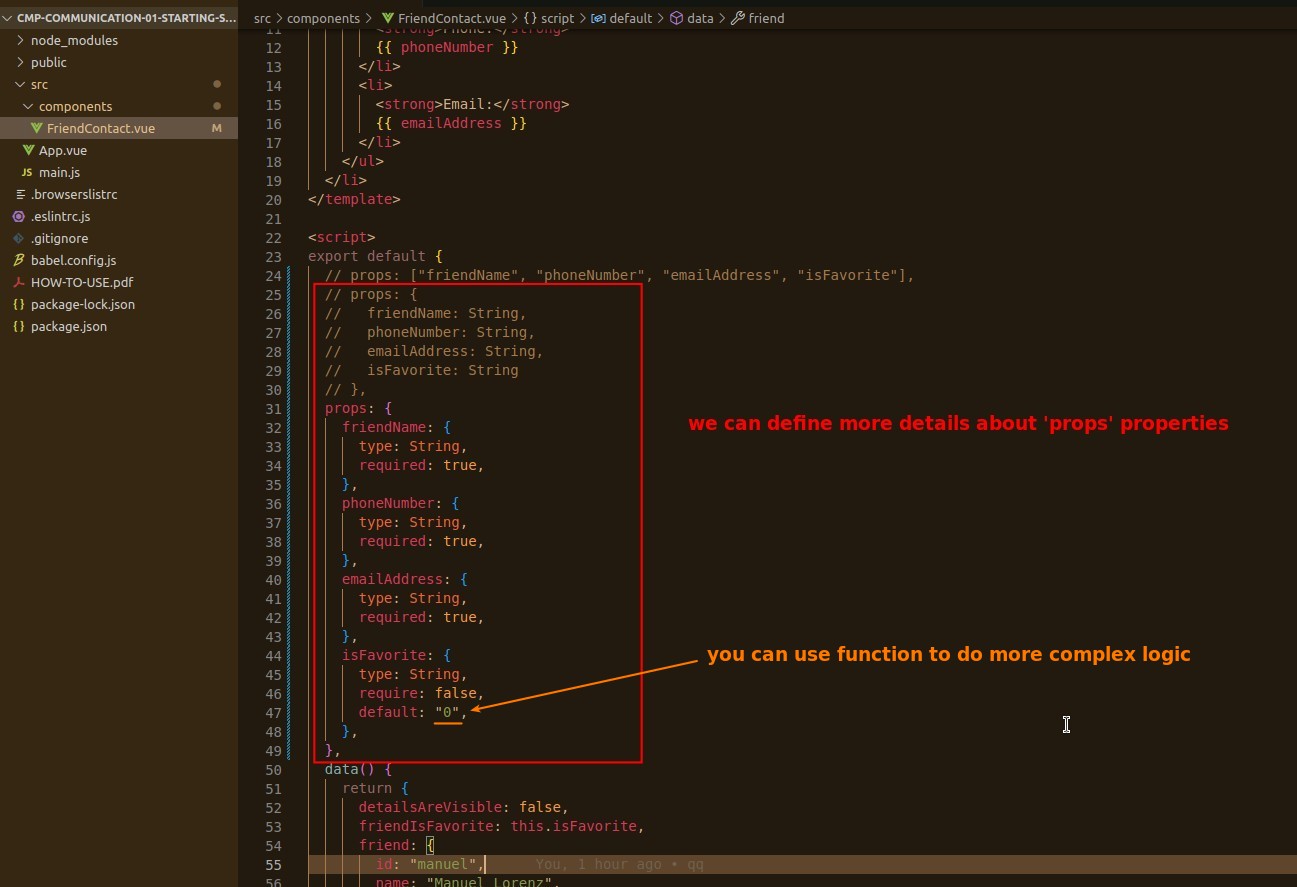 CMP-COMMUNICATION-01-STARTING-S...
node_modules
public
src
components
FriendContact.vue M
App.vue
JS main.js
.browserslistrc
.eslintrc.js
.gitignore
babel.config.js
HOW-TO-USE.pdf
{} package-lock.json
{} package.json
src > components > FriendContact.vue > {} script > default > data > friend
11 <strong>Phone:</strong>
12 {{ phoneNumber }}
13 </li>
14 <li>
15 <strong>Email:</strong>
16 {{ emailAddress }}
17 </li>
18 </ul>
19 </li>
20 </template>
21
22 <script>
23 export default {
24 // props: ["friendName", "phoneNumber", "emailAddress", "isFavorite"],
25 // props: {
26 //   friendName: String,
27 //   phoneNumber: String,
28 //   emailAddress: String,
29 //   isFavorite: String
30 // },
31 props: {
32 friendName: {
33 type: String,
34 required: true,
35 },
36 phoneNumber: {
37 type: String,
38 required: true,
39 },
40 emailAddress: {
41 type: String,
42 required: true,
43 },
44 isFavorite: {
45 type: String,
46 require: false,
47 default: "0",
48 },
49 },
50 data() {
51 return {
52 detailsAreVisible: false,
53 friendIsFavorite: this.isFavorite,
54 friend: {
55 id: "manuel", You, 1 hour ago • qq
56 name: "Manuel Lorenz",
we can define more details about 'props' properties
you can use function to do more complex logic